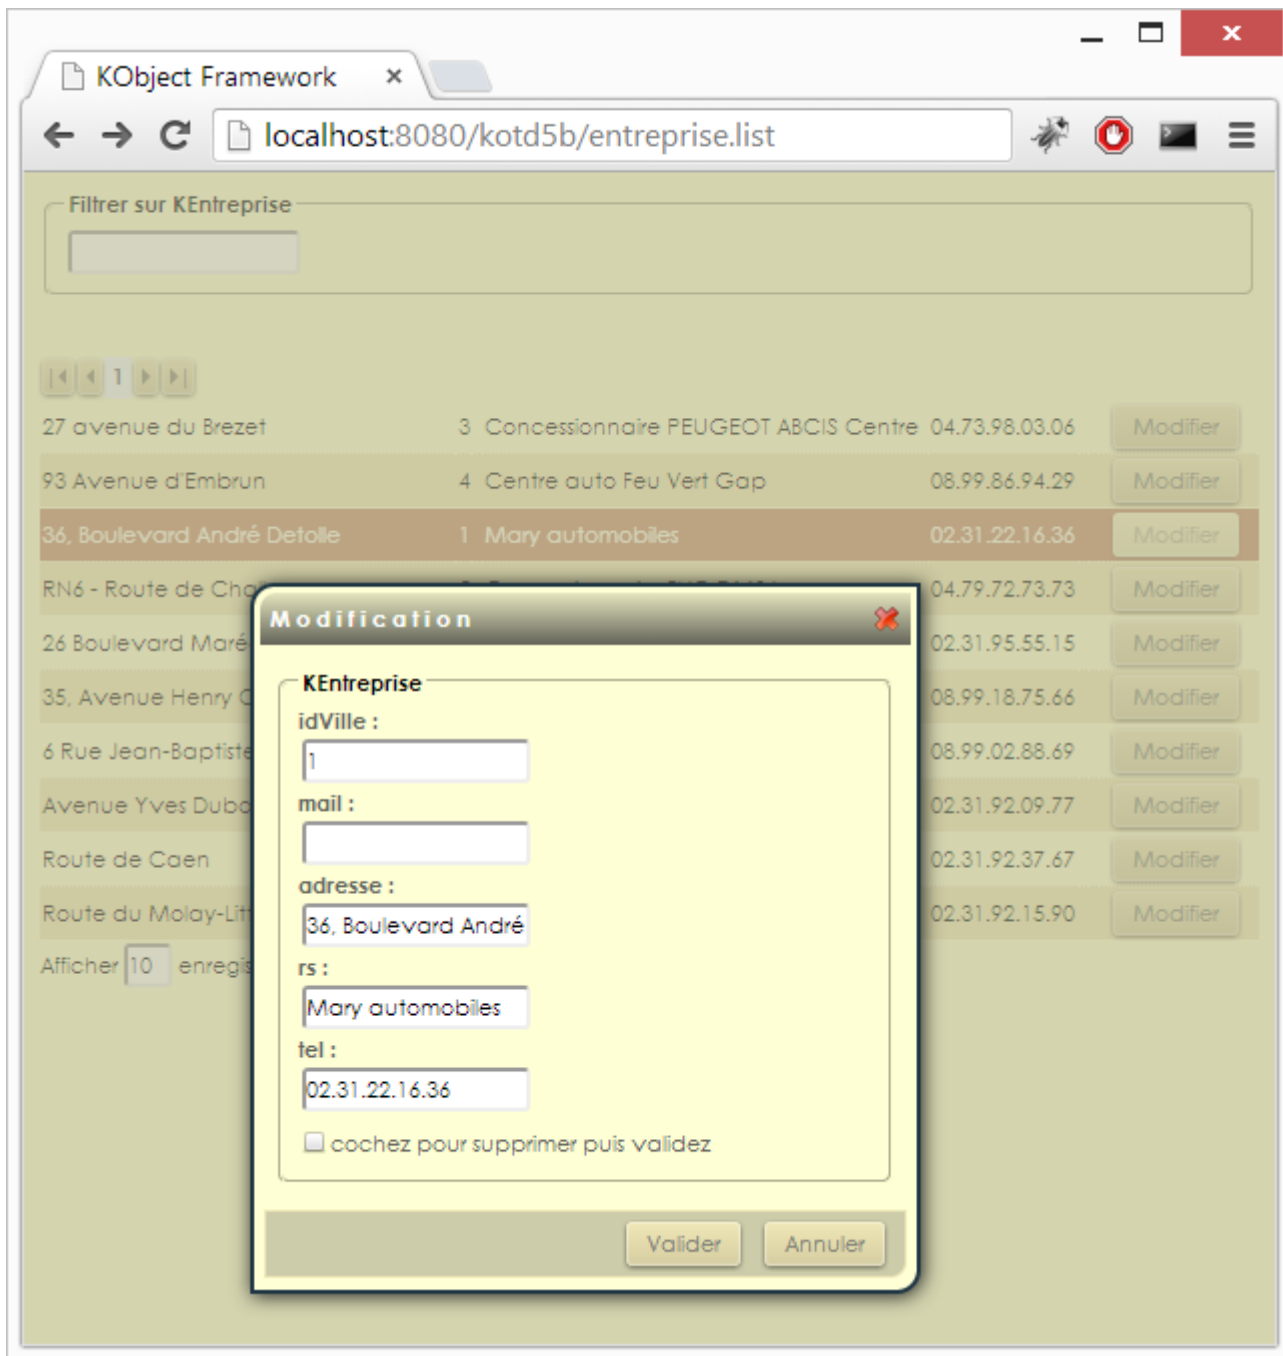 KObject Framework
localhost:8080/kotd5b/entreprise.list
Filtrer sur KEntreprise
1
27 avenue du Brezet 3 Concessionnaire PEUGEOT ABCIS Centre 04.73.98.03.06 Modifier
93 Avenue d'Embrun 4 Centre auto Feu Vert Gap 08.99.86.94.29 Modifier
36, Boulevard André Detolle 1 Mary automobiles 02.31.22.16.36 Modifier
RN6 - Route de 04.79.72.73.73 Modifier
26 Boulevard 02.31.95.55.15 Modifier
35, Avenue Henry 08.99.18.75.66 Modifier
6 Rue Jean-Baptiste 08.99.02.88.69 Modifier
Avenue Yves 02.31.92.09.77 Modifier
Route de Caen 02.31.92.37.67 Modifier
Route du 02.31.92.15.90 Modifier
Afficher 10
Modification
KEntreprise
idVille :
1
mail :
adresse :
36, Boulevard André
rs :
Mary automobiles
tel :
02.31.22.16.36
cochez pour supprimer puis validez
Valider Annuler